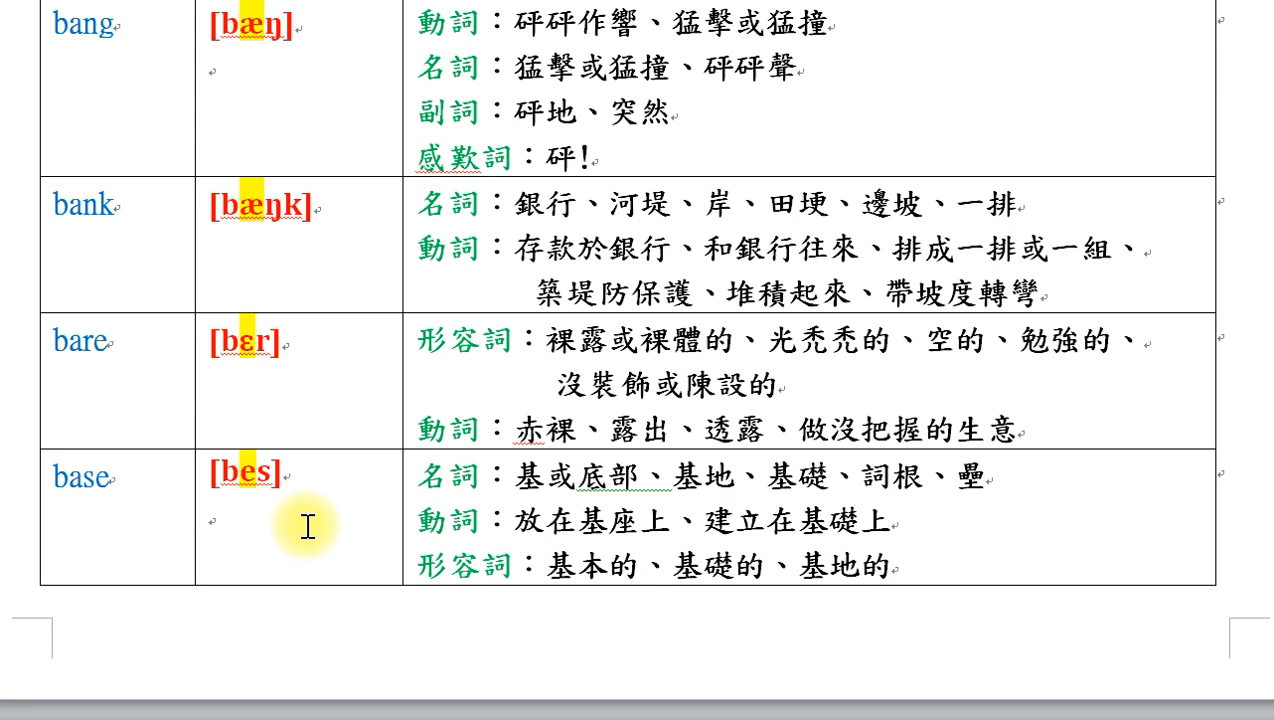 bang [bæŋ] 動詞：砰砰作響、猛擊或猛撞
名詞：猛擊或猛撞、砰砰聲
副詞：砰地、突然
感歎詞：砰!
bank [bæŋk] 名詞：銀行、河堤、岸、田埂、邊坡、一排
動詞：存款於銀行、和銀行往來、排成一排或一組、
築堤防保護、堆積起來、帶坡度轉彎
bare [bɛr] 形容詞：裸露或裸體的、光禿禿的、空的、勉強的、
沒裝飾或陳設的
動詞：赤裸、露出、透露、做沒把握的生意
base [bes] 名詞：基或底部、基地、基礎、詞根、壘
動詞：放在基座上、建立在基礎上
形容詞：基本的、基礎的、基地的